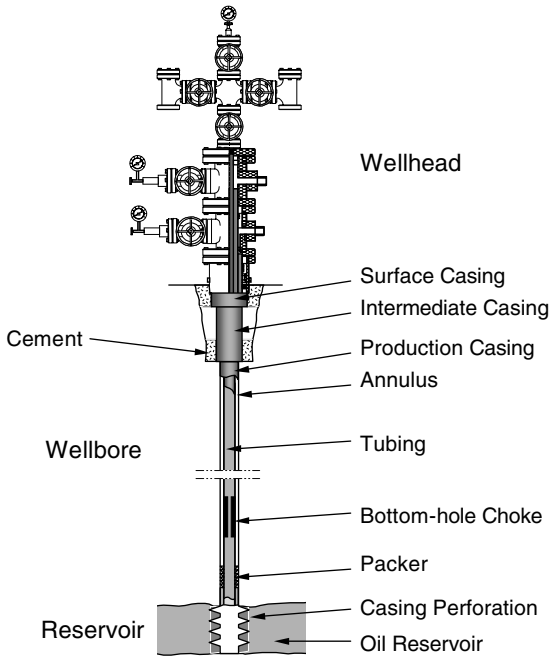 Wellhead
Surface Casing
Intermediate Casing
Cement
Production Casing
Annulus
Wellbore
Tubing
Bottom-hole Choke
Packer
Casing Perforation
Reservoir
Oil Reservoir